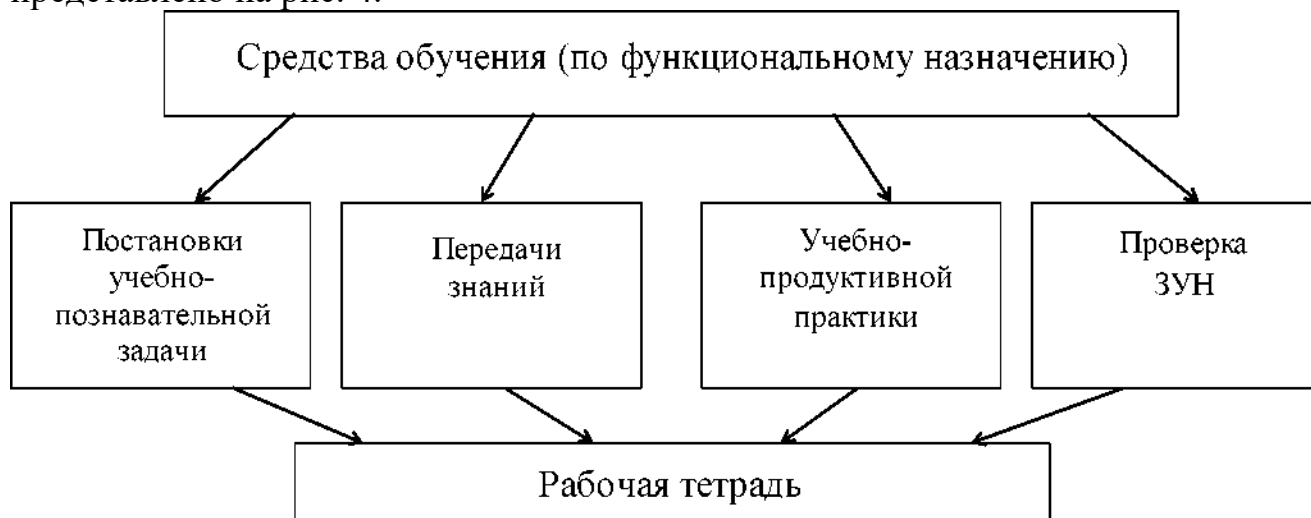 представлено на рис. 4.
Средства обучения (по функциональному назначению)
Постановки
учебно-
познавательной
задачи
Передачи
знаний
Учебно-
продуктивной
практики
Проверка
ЗУН
Рабочая тетрадь